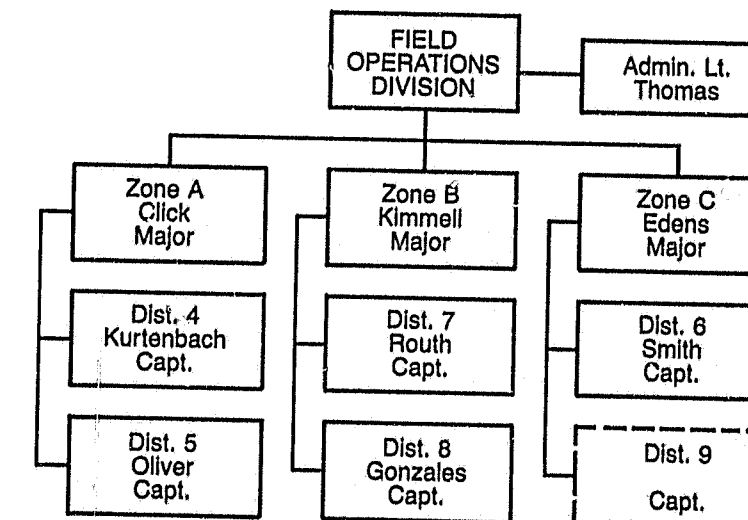 FIELD
OPERATIONS
DIVISION
Admin. Lt.
Thomas
Zone A
Click
Major
Zone B
Kimmell
Major
Zone C
Edens
Major
Dist. 4
Kurtenbach
Capt.
Dist. 7
Routh
Capt.
Dist. 6
Smith
Capt.
Dist. 5
Oliver
Capt.
Dist. 8
Gonzales
Capt.
Dist. 9
Capt.